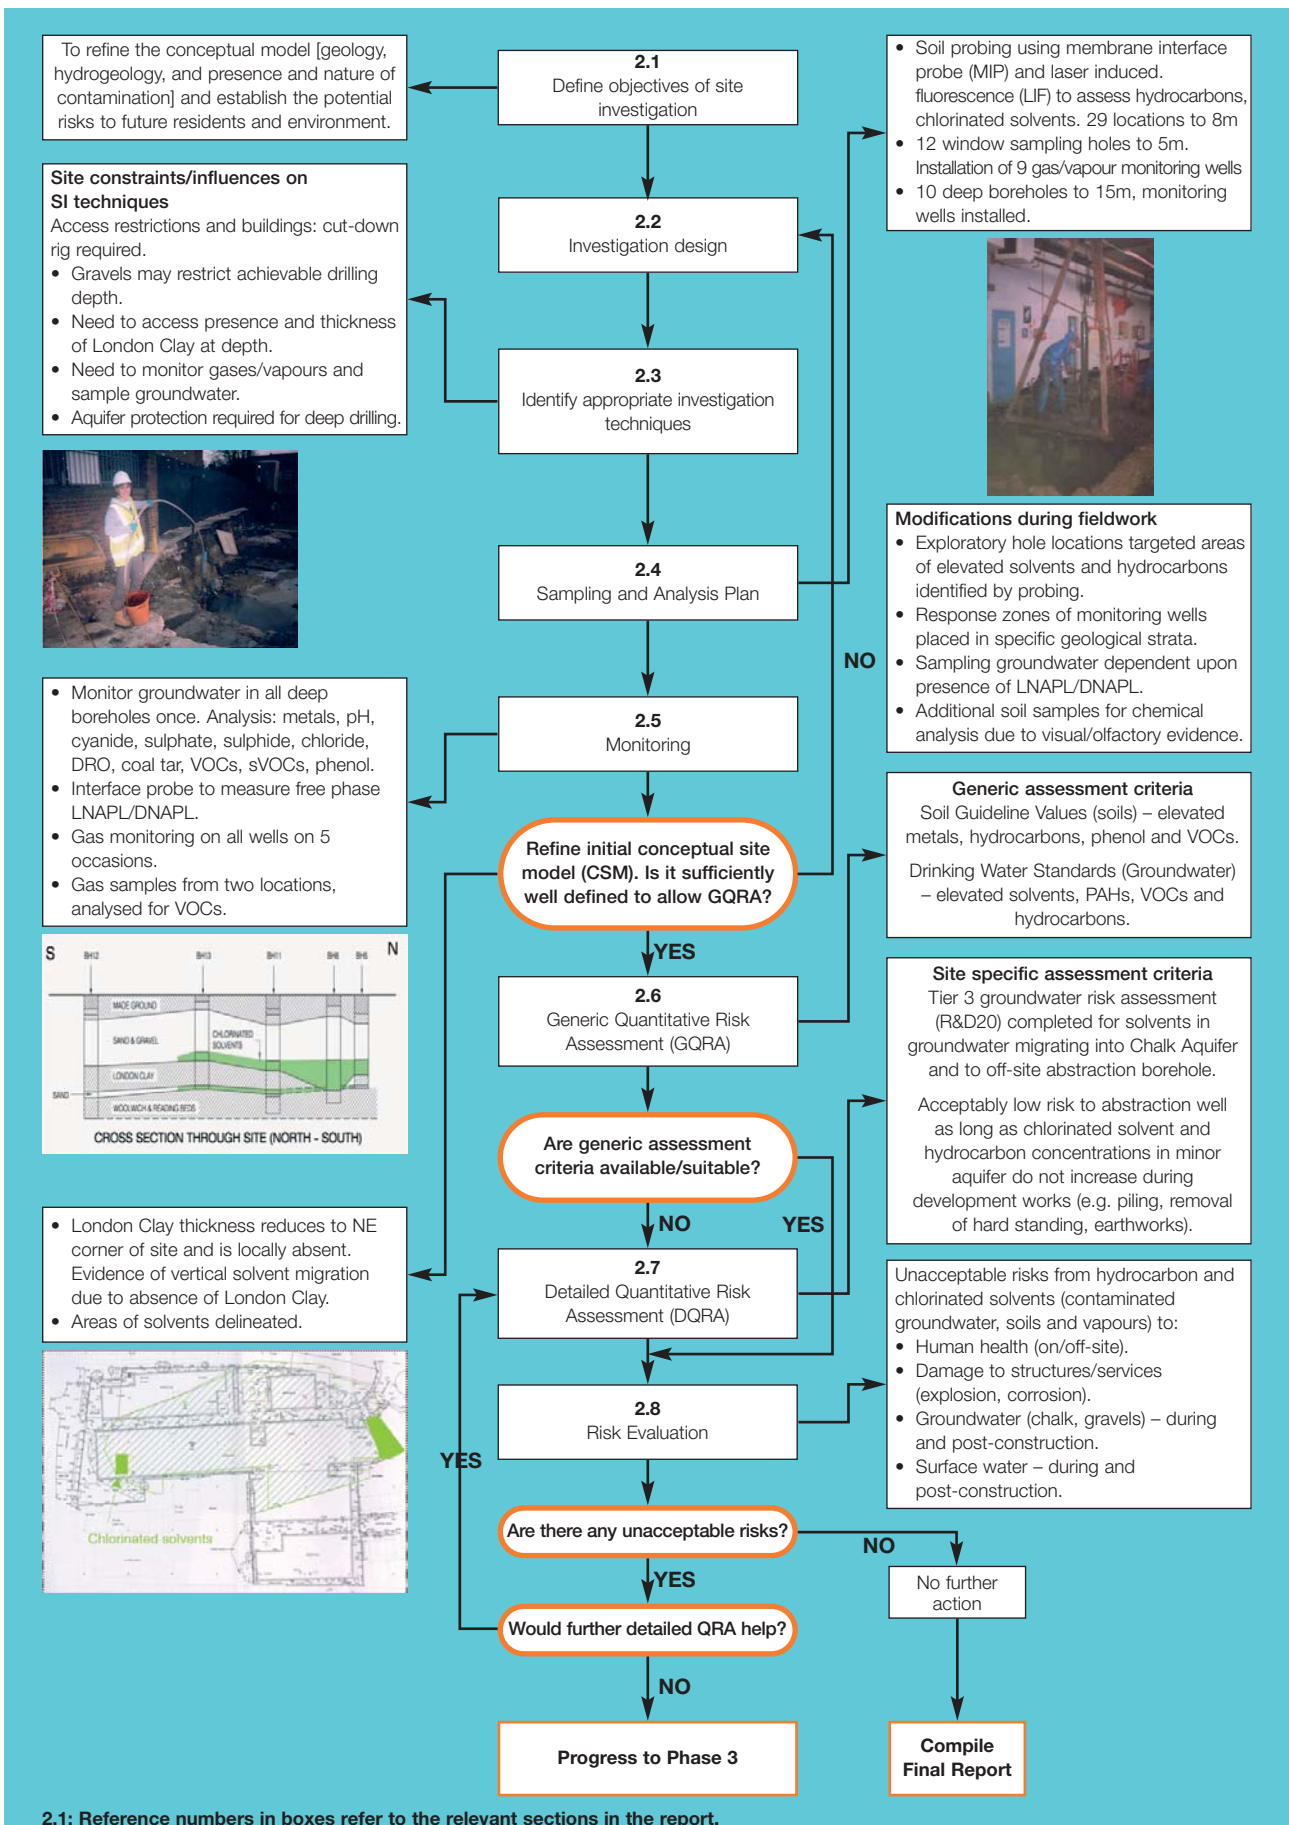 To refine the conceptual model [geology,
hydrogeology, and presence and nature of
contamination] and establish the potential
risks to future residents and environment.
2.1
Define objectives of site
investigation
• Soil probing using membrane interface
probe (MIP) and laser induced.
fluorescence (LIF) to assess hydrocarbons,
chlorinated solvents. 29 locations to 8m
• 12 window sampling holes to 5m.
Installation of 9 gas/vapour monitoring wells
• 10 deep boreholes to 15m, monitoring
wells installed.
Site constraints/influences on
SI techniques
Access restrictions and buildings: cut-down
rig required.
• Gravels may restrict achievable drilling
depth.
• Need to access presence and thickness
of London Clay at depth.
• Need to monitor gases/vapours and
sample groundwater.
• Aquifer protection required for deep drilling.
2.2
Investigation design
2.3
Identify appropriate investigation
techniques
2.4
Sampling and Analysis Plan
Modifications during fieldwork
• Exploratory hole locations targeted areas
of elevated solvents and hydrocarbons
identified by probing.
• Response zones of monitoring wells
placed in specific geological strata.
• Sampling groundwater dependent upon
presence of LNAPL/DNAPL.
• Additional soil samples for chemical
analysis due to visual/olfactory evidence.
NO
• Monitor groundwater in all deep
boreholes once. Analysis: metals, pH,
cyanide, sulphate, sulphide, chloride,
DRO, coal tar, VOCs, sVOCs, phenol.
• Interface probe to measure free phase
LNAPL/DNAPL.
• Gas monitoring on all wells on 5
occasions.
• Gas samples from two locations,
analysed for VOCs.
2.5
Monitoring
Refine initial conceptual site
model (CSM). Is it sufficiently
well defined to allow GQRA?
YES
Generic assessment criteria
Soil Guideline Values (soils) – elevated
metals, hydrocarbons, phenol and VOCs.
Drinking Water Standards (Groundwater)
– elevated solvents, PAHs, VOCs and
hydrocarbons.
S
BH12
BH13
BH11
BH8
N
MADE GROUND
SAND & GRAVEL
CHLORINATED
SOLVENTS
LONDON CLAY
SAND
WOOLWICH & READING BEDS
CROSS SECTION THROUGH SITE (NORTH - SOUTH)
2.6
Generic Quantitative Risk
Assessment (GQRA)
Site specific assessment criteria
Tier 3 groundwater risk assessment
(R&D20) completed for solvents in
groundwater migrating into Chalk Aquifer
and to off-site abstraction borehole.
Acceptably low risk to abstraction well
as long as chlorinated solvent and
hydrocarbon concentrations in minor
aquifer do not increase during
development works (e.g. piling, removal
of hard standing, earthworks).
Are generic assessment
criteria available/suitable?
NO
YES
• London Clay thickness reduces to NE
corner of site and is locally absent.
Evidence of vertical solvent migration
due to absence of London Clay.
• Areas of solvents delineated.
2.7
Detailed Quantitative Risk
Assessment (DQRA)
Unacceptable risks from hydrocarbon and
chlorinated solvents (contaminated
groundwater, soils and vapours) to:
• Human health (on/off-site).
• Damage to structures/services
(explosion, corrosion).
• Groundwater (chalk, gravels) – during
and post-construction.
• Surface water – during and
post-construction.
Chlorinated solvents
2.8
Risk Evaluation
YES
Are there any unacceptable risks?
NO
YES
No further
action
Would further detailed QRA help?
NO
Progress to Phase 3
Compile
Final Report
2.1: Reference numbers in boxes refer to the relevant sections in the report.